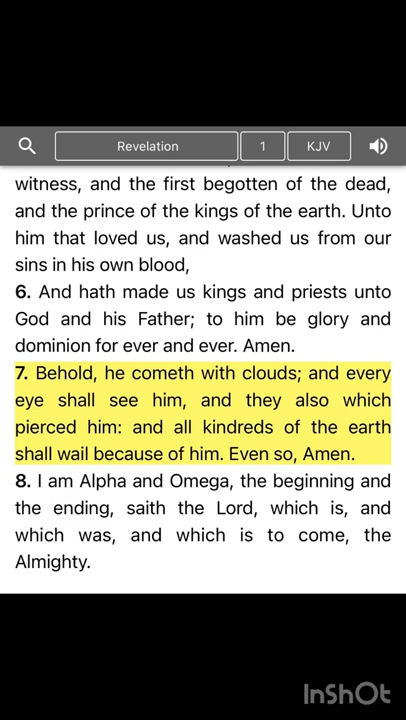 Revelation 1 KJV
witness, and the first begotten of the dead,
and the prince of the kings of the earth. Unto
him that loved us, and washed us from our
sins in his own blood,
6. And hath made us kings and priests unto
God and his Father; to him be glory and
dominion for ever and ever. Amen.
7. Behold, he cometh with clouds; and every
eye shall see him, and they also which
pierced him: and all kindreds of the earth
shall wail because of him. Even so, Amen.
8. I am Alpha and Omega, the beginning and
the ending, saith the Lord, which is, and
which was, and which is to come, the
Almighty.
InShOt